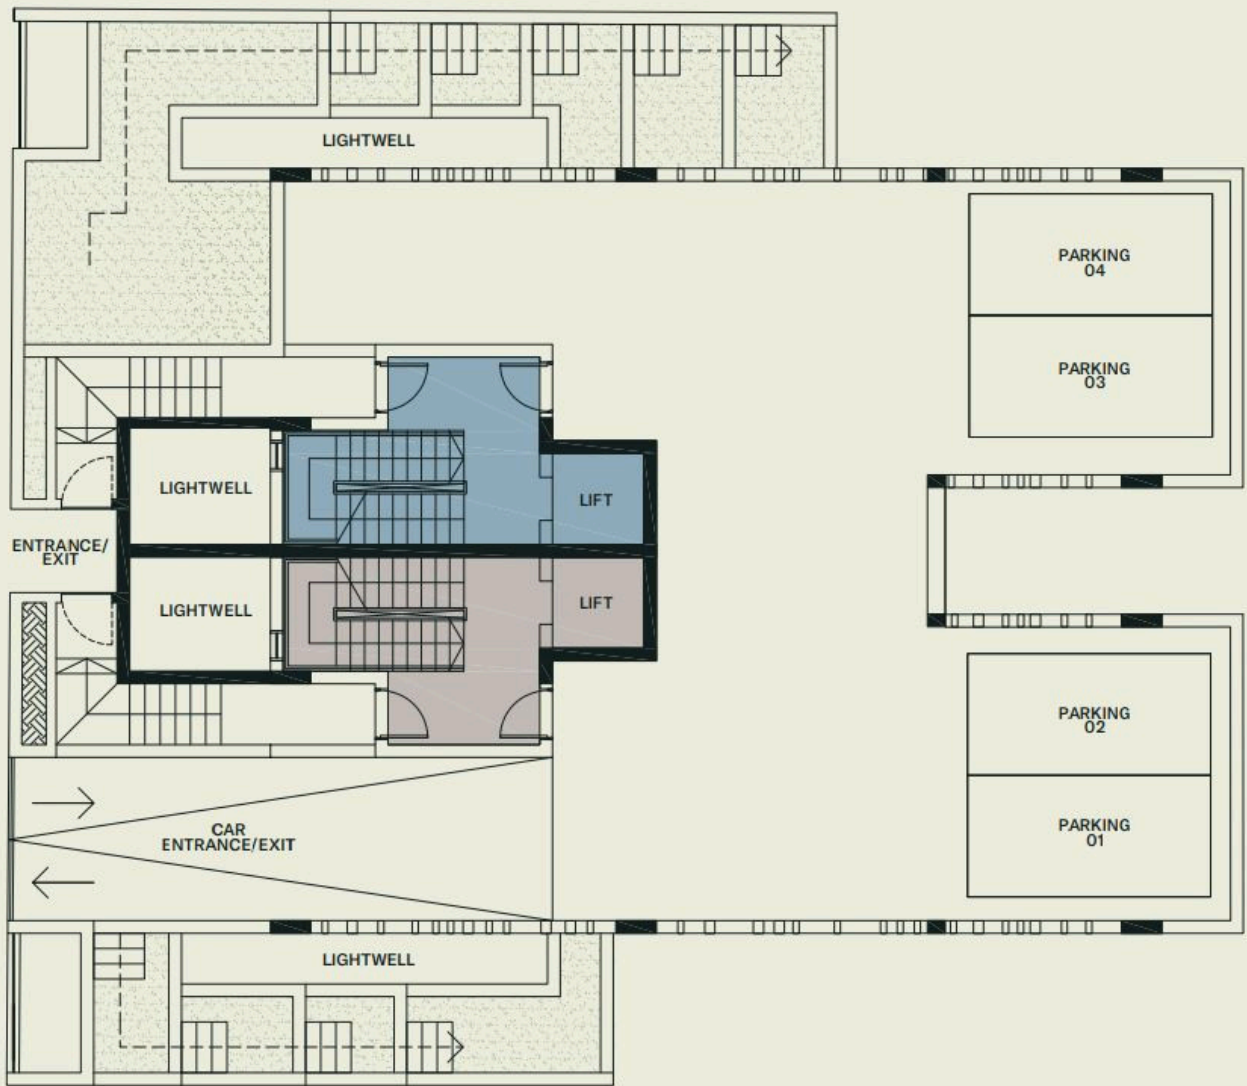 LIGHTWELL
PARKING
04
PARKING
03
LIGHTWELL
LIFT
ENTRANCE/
EXIT
LIGHTWELL
LIFT
PARKING
02
CAR
ENTRANCE/EXIT
PARKING
01
LIGHTWELL